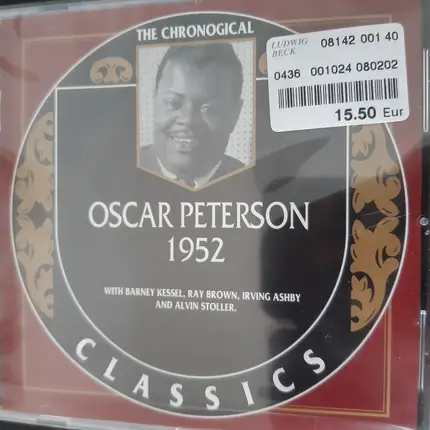 THE CHRONOGICAL
LUDWIG
BECK
08142 001 40
0436 001024 080202
15.50 Eur
OSCAR PETERSON
1952
WITH BARNEY KESSEL, RAY BROWN, IRVING ASHBY
AND ALVIN STOLLER.
CLASSICS